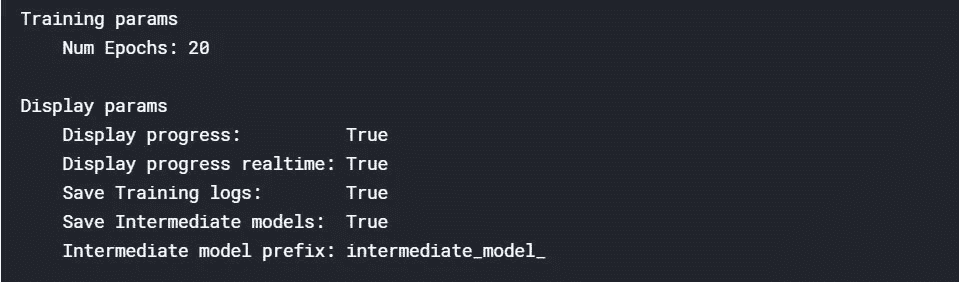 Training params
    Num Epochs: 20
Display params
    Display progress:          True
    Display progress realtime: True
    Save Training logs:        True
    Save Intermediate models:  True
    Intermediate model prefix: intermediate_model_